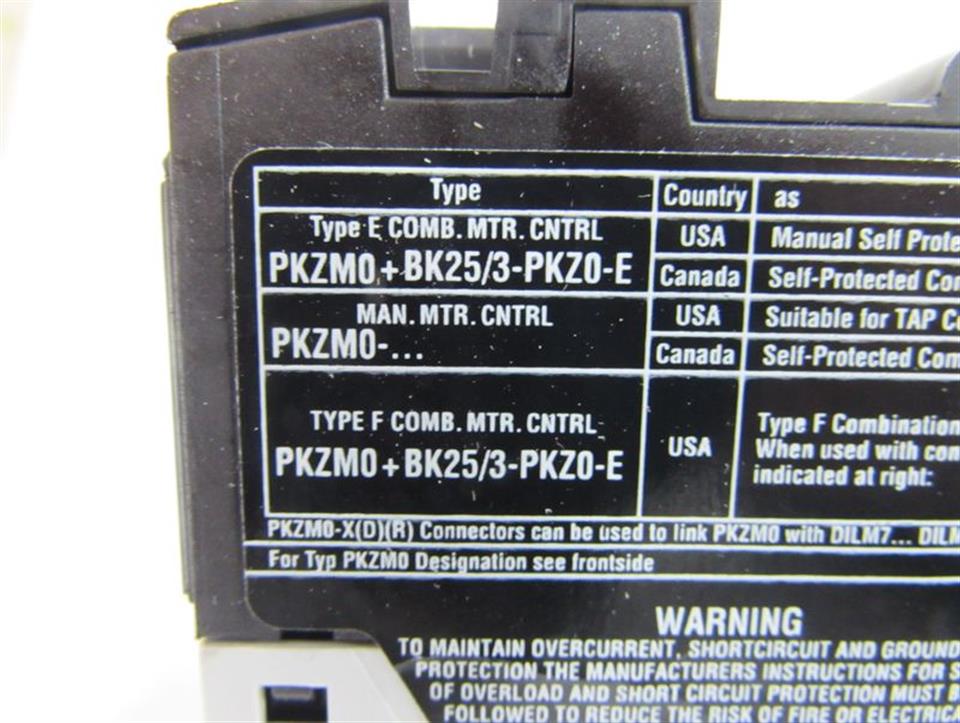 Type Country as
Type E COMB. MTR. CNTRL
PKZM0+BK25/3-PKZ0-E
USA Manual Self
Canada Self-Protected
MAN. MTR. CNTRL
PKZM0-...
USA Suitable for TAP
Canada Self-Protected
TYPE F COMB. MTR. CNTRL
PKZM0+BK25/3-PKZ0-E
USA
Type F Combination
When used with
indicated at right:
PKZM0-X(D)(R) Connectors can be used to link PKZM0 with DILM7...
For Typ PKZM0 Designation see frontside
WARNING
TO MAINTAIN OVERCURRENT, SHORTCIRCUIT AND GROUND
PROTECTION THE MANUFACTURERS INSTRUCTIONS FOR
OF OVERLOAD AND SHORT CIRCUIT PROTECTION MUST
FOLLOWED TO REDUCE THE RISK OF FIRE OR